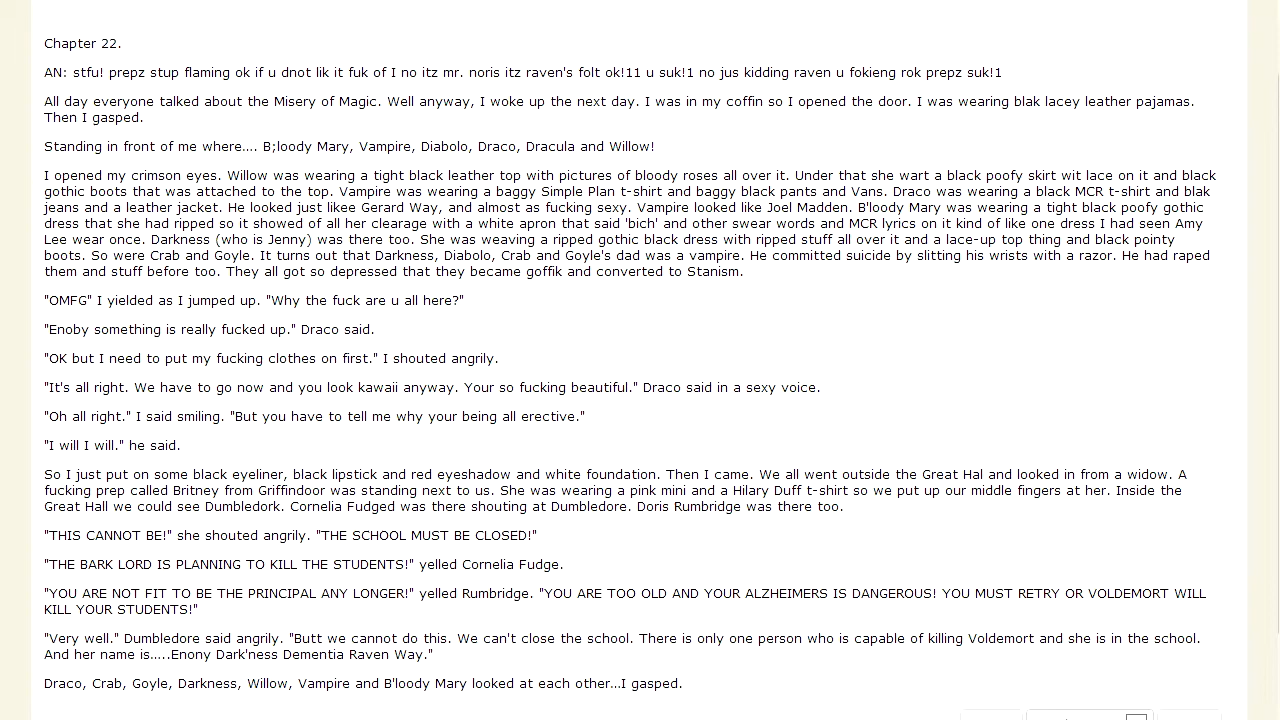 Chapter 22.
AN: stfu! prepz stup flaming ok if u dnot lik it fuk of I no itz mr. noris itz raven's folt ok!11 u suk!1 no jus kidding raven u fokieng rok prepz suk!1
All day everyone talked about the Misery of Magic. Well anyway, I woke up the next day. I was in my coffin so I opened the door. I was wearing blak lacey leather pajamas.
Then I gasped.
Standing in front of me where.... B;loody Mary, Vampire, Diabolo, Draco, Dracula and Willow!
I opened my crimson eyes. Willow was wearing a tight black leather top with pictures of bloody roses all over it. Under that she wart a black poofy skirt wit lace on it and black
gothic boots that was attached to the top. Vampire was wearing a baggy Simple Plan t-shirt and baggy black pants and Vans. Draco was wearing a black MCR t-shirt and blak
jeans and a leather jacket. He looked just likee Gerard Way, and almost as fucking sexy. Vampire looked like Joel Madden. B'loody Mary was wearing a tight black poofy gothic
dress that she had ripped so it showed of all her clearage with a white apron that said 'bich' and other swear words and MCR lyrics on it kind of like one dress I had seen Amy
Lee wear once. Darkness (who is Jenny) was there too. She was weaving a ripped gothic black dress with ripped stuff all over it and a lace-up top thing and black pointy
boots. So were Crab and Goyle. It turns out that Darkness, Diabolo, Crab and Goyle's dad was a vampire. He committed suicide by slitting his wrists with a razor. He had raped
them and stuff before too. They all got so depressed that they became goffik and converted to Stanism.
"OMFG" I yielded as I jumped up. "Why the fuck are u all here?"
"Enoby something is really fucked up." Draco said.
"OK but I need to put my fucking clothes on first." I shouted angrily.
"It's all right. We have to go now and you look kawaii anyway. Your so fucking beautiful." Draco said in a sexy voice.
"Oh all right." I said smiling. "But you have to tell me why your being all erective."
"I will I will." he said.
So I just put on some black eyeliner, black lipstick and red eyeshadow and white foundation. Then I came. We all went outside the Great Hal and looked in from a widow. A
fucking prep called Britney from Griffindoor was standing next to us. She was wearing a pink mini and a Hilary Duff t-shirt so we put up our middle fingers at her. Inside the
Great Hall we could see Dumbledork. Cornelia Fudged was there shouting at Dumbledore. Doris Rumbridge was there too.
"THIS CANNOT BE!" she shouted angrily. "THE SCHOOL MUST BE CLOSED!"
"THE BARK LORD IS PLANNING TO KILL THE STUDENTS!" yelled Cornelia Fudge.
"YOU ARE NOT FIT TO BE THE PRINCIPAL ANY LONGER!" yelled Rumbridge. "YOU ARE TOO OLD AND YOUR ALZHEIMERS IS DANGEROUS! YOU MUST RETRY OR VOLDEMORT WILL
KILL YOUR STUDENTS!"
"Very well." Dumbledore said angrily. "Butt we cannot do this. We can't close the school. There is only one person who is capable of killing Voldemort and she is in the school.
And her name is.....Enony Dark'ness Dementia Raven Way."
Draco, Crab, Goyle, Darkness, Willow, Vampire and B'loody Mary looked at each other...I gasped.